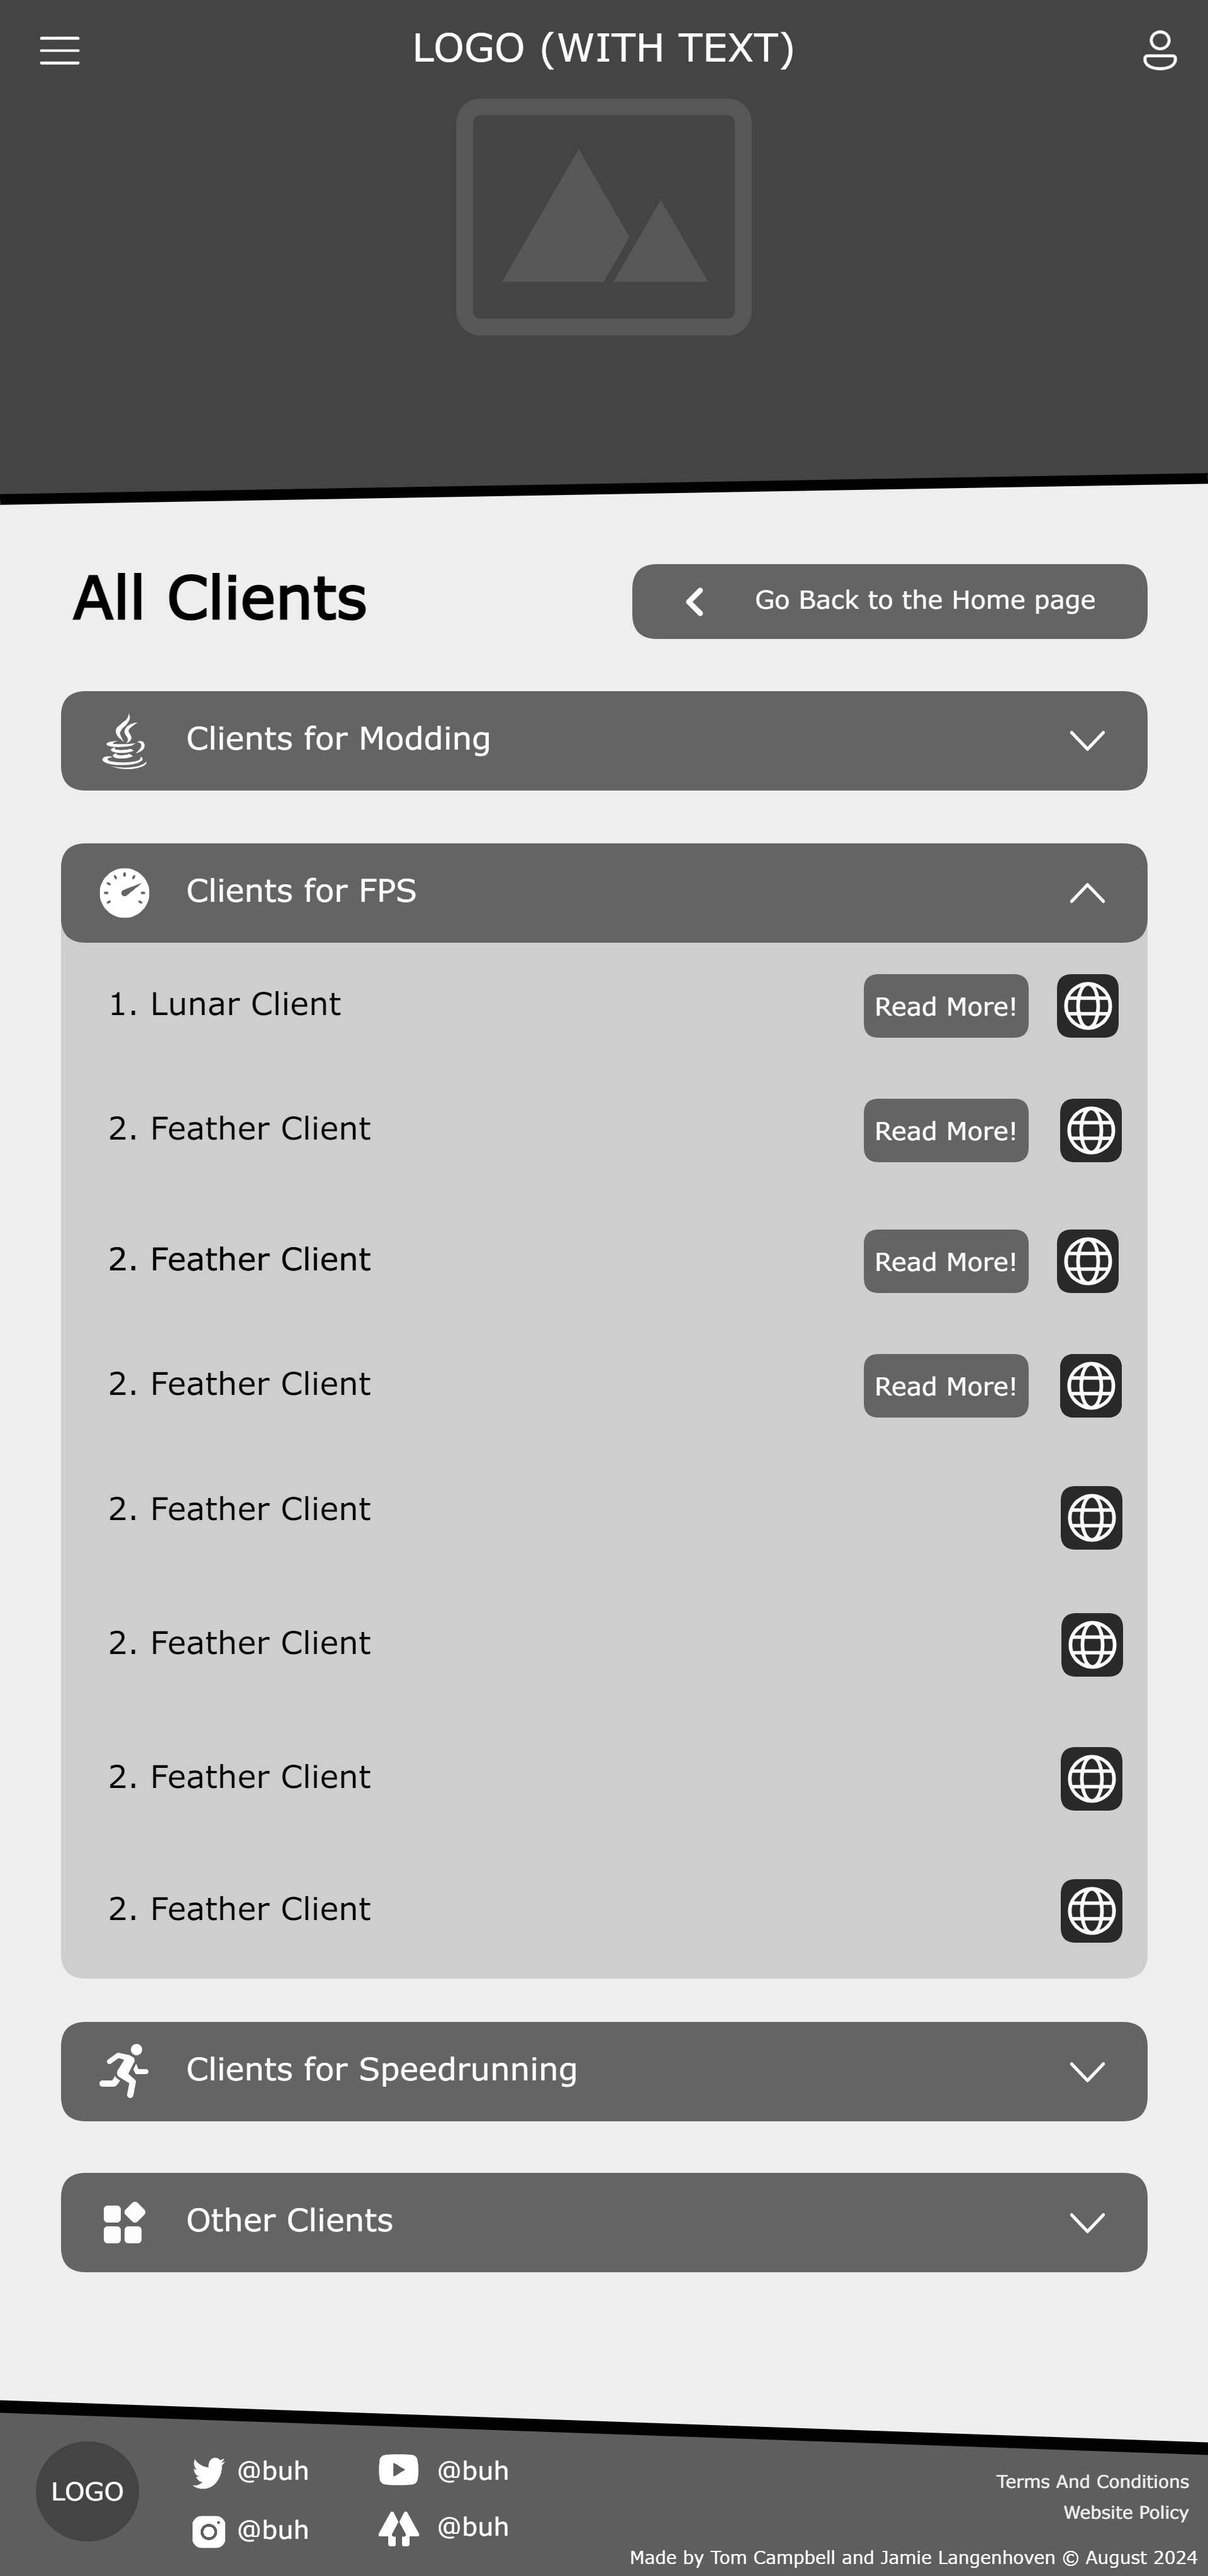 LOGO (WITH TEXT)
All Clients
Go Back to the Home page
Clients for Modding
Clients for FPS
1. Lunar Client
Read More!
2. Feather Client
Read More!
2. Feather Client
Read More!
2. Feather Client
Read More!
2. Feather Client
2. Feather Client
2. Feather Client
2. Feather Client
Clients for Speedrunning
Other Clients
LOGO
@buh
@buh
@buh
@buh
Terms And Conditions
Website Policy
Made by Tom Campbell and Jamie Langenhoven © August 2024